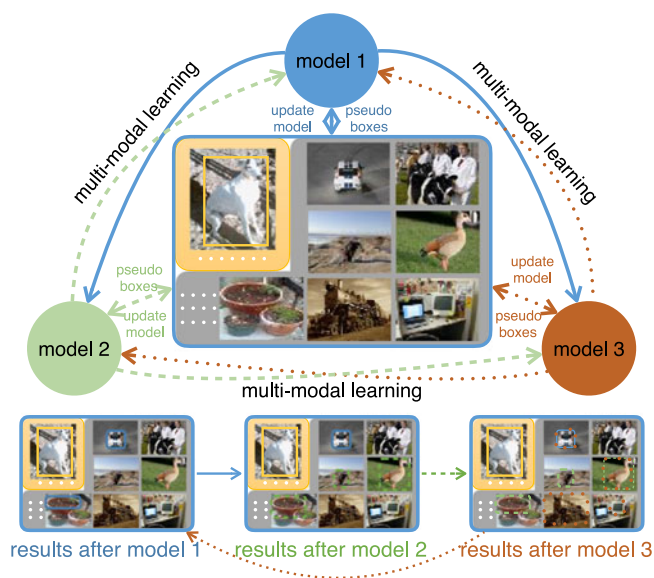 model 1
multi-modal learning
multi-modal learning
update pseudo
model boxes
pseudo
boxes
update
model
update
model
pseudo
boxes
model 2
model 3
multi-modal learning
results after model 1
results after model 2
results after model 3